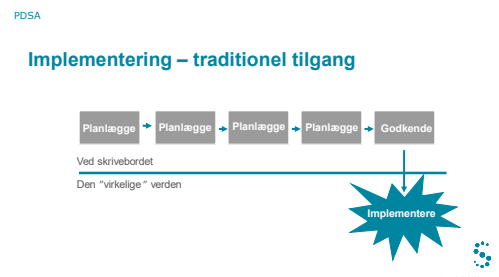 PDSA
Implementering – traditionel tilgang
Planlægge
Planlægge
Planlægge
Planlægge
Godkende
Ved skrivebordet
Den "virkelige" verden
Implementere